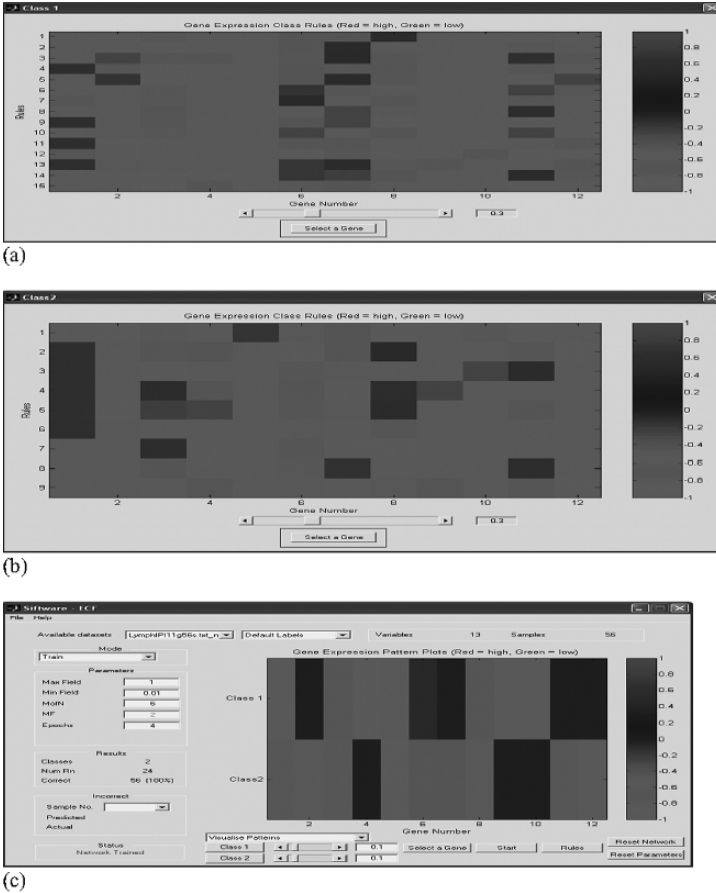 Class 1
Gene Expression Class Rules (Red = high, Green = low)
Rules
1
2
3
4
5
6
7
8
9
10
11
12
13
14
15
16
2 4 6 8 10 12
Gene Number
1
0.8
0.6
0.4
0.2
0
-0.2
-0.4
-0.6
-0.8
-1
0.3
Select a Gene
(a)
Class2
Gene Expression Class Rules (Red = high, Green = low)
Rules
1
2
3
4
5
6
7
8
9
2 4 6 8 10 12
Gene Number
1
0.8
0.6
0.4
0.2
0
-0.2
-0.4
-0.6
-0.8
-1
0.3
Select a Gene
(b)
Siftware - ECF
File Help
Available datasets LymphIPI11g56s.txt_n Default Labels Variables 13 Samples 56
Mode
Train
Parameters
Max Field 1
Min Field 0.01
MofN 6
MF 2
Epochs 4
Results
Classes 2
Num Rn 24
Correct 56 (100%)
Incorrect
Sample No.
Predicted
Actual
Status
Network Trained
Gene Expression Pattern Plots (Red = high, Green = low)
Class 1
Class2
2 4 6 8 10 12
Gene Number
1
0.8
0.6
0.4
0.2
0
-0.2
-0.4
-0.6
-0.8
-1
Visualise Patterns
Class 1 0.1
Class 2 0.1
Select a Gene Start Rules
Reset Network
Reset Parameters
(c)